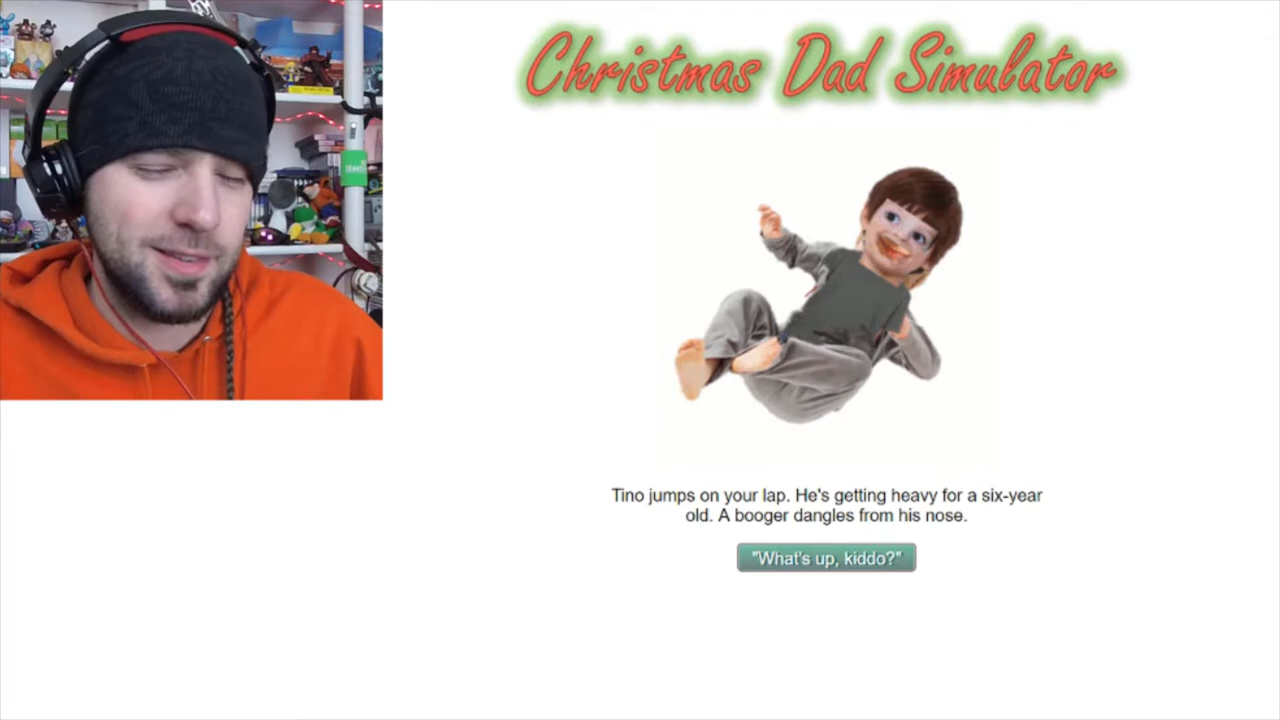 Christmas Dad Simulator
Tino jumps on your lap. He's getting heavy for a six-year
old. A booger dangles from his nose.
"What's up, kiddo?"